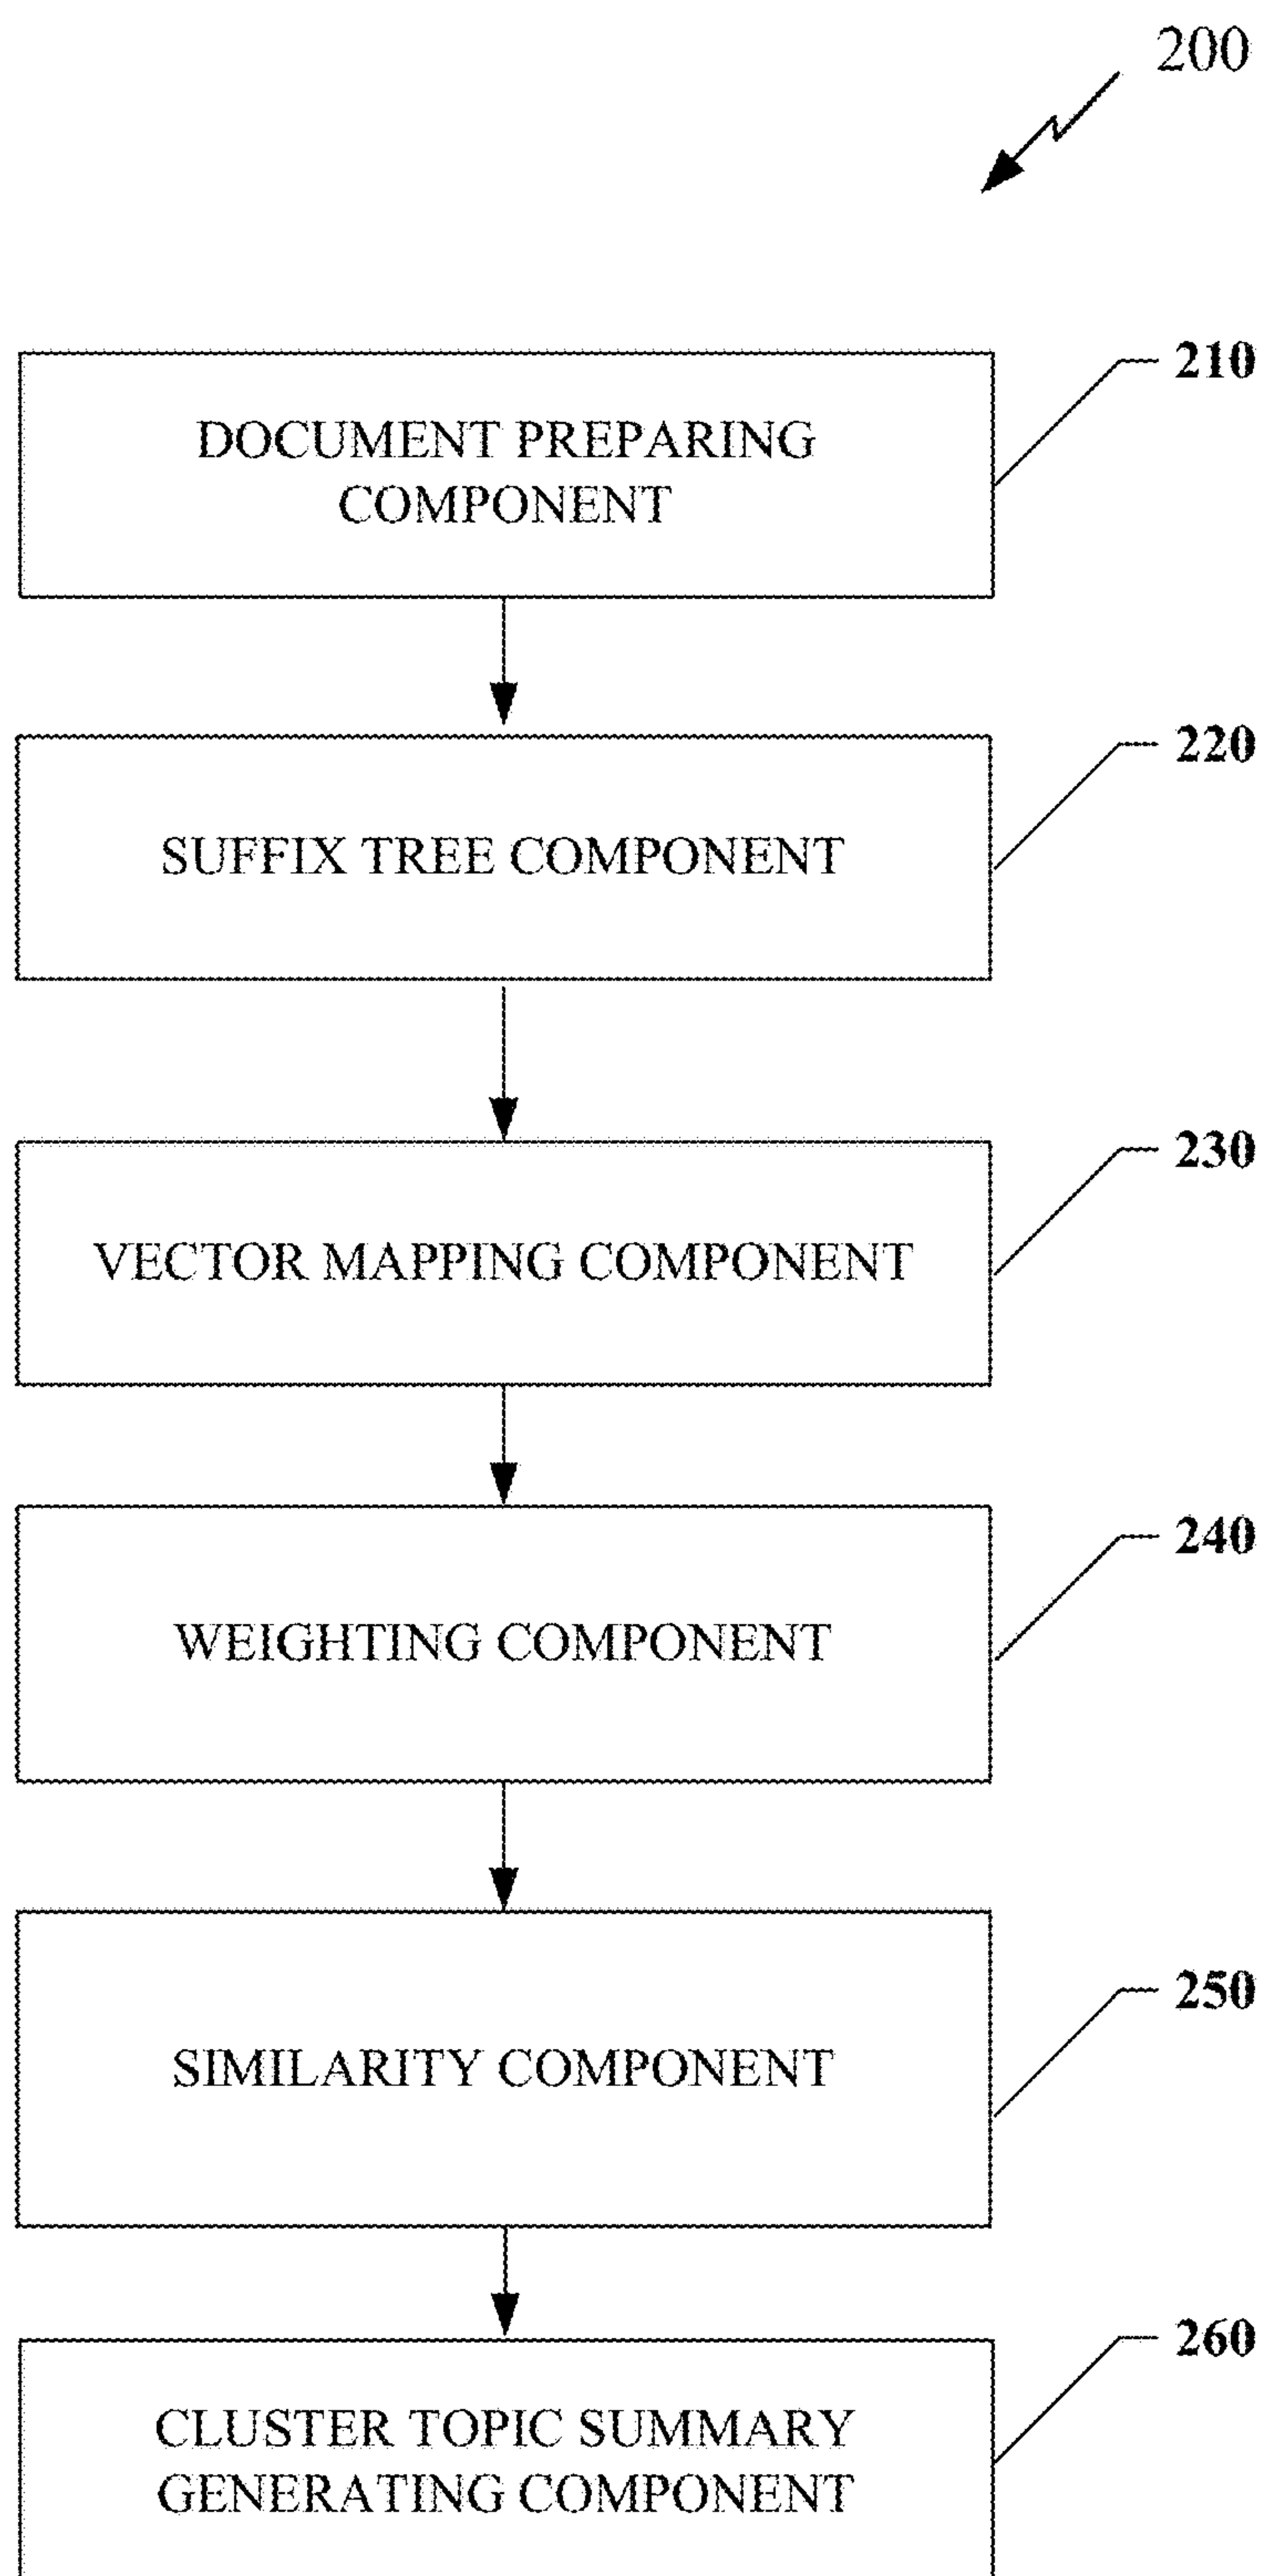 200
210
DOCUMENT PREPARING
COMPONENT
220
SUFFIX TREE COMPONENT
230
VECTOR MAPPING COMPONENT
240
WEIGHTING COMPONENT
250
SIMILARITY COMPONENT
260
CLUSTER TOPIC SUMMARY
GENERATING COMPONENT